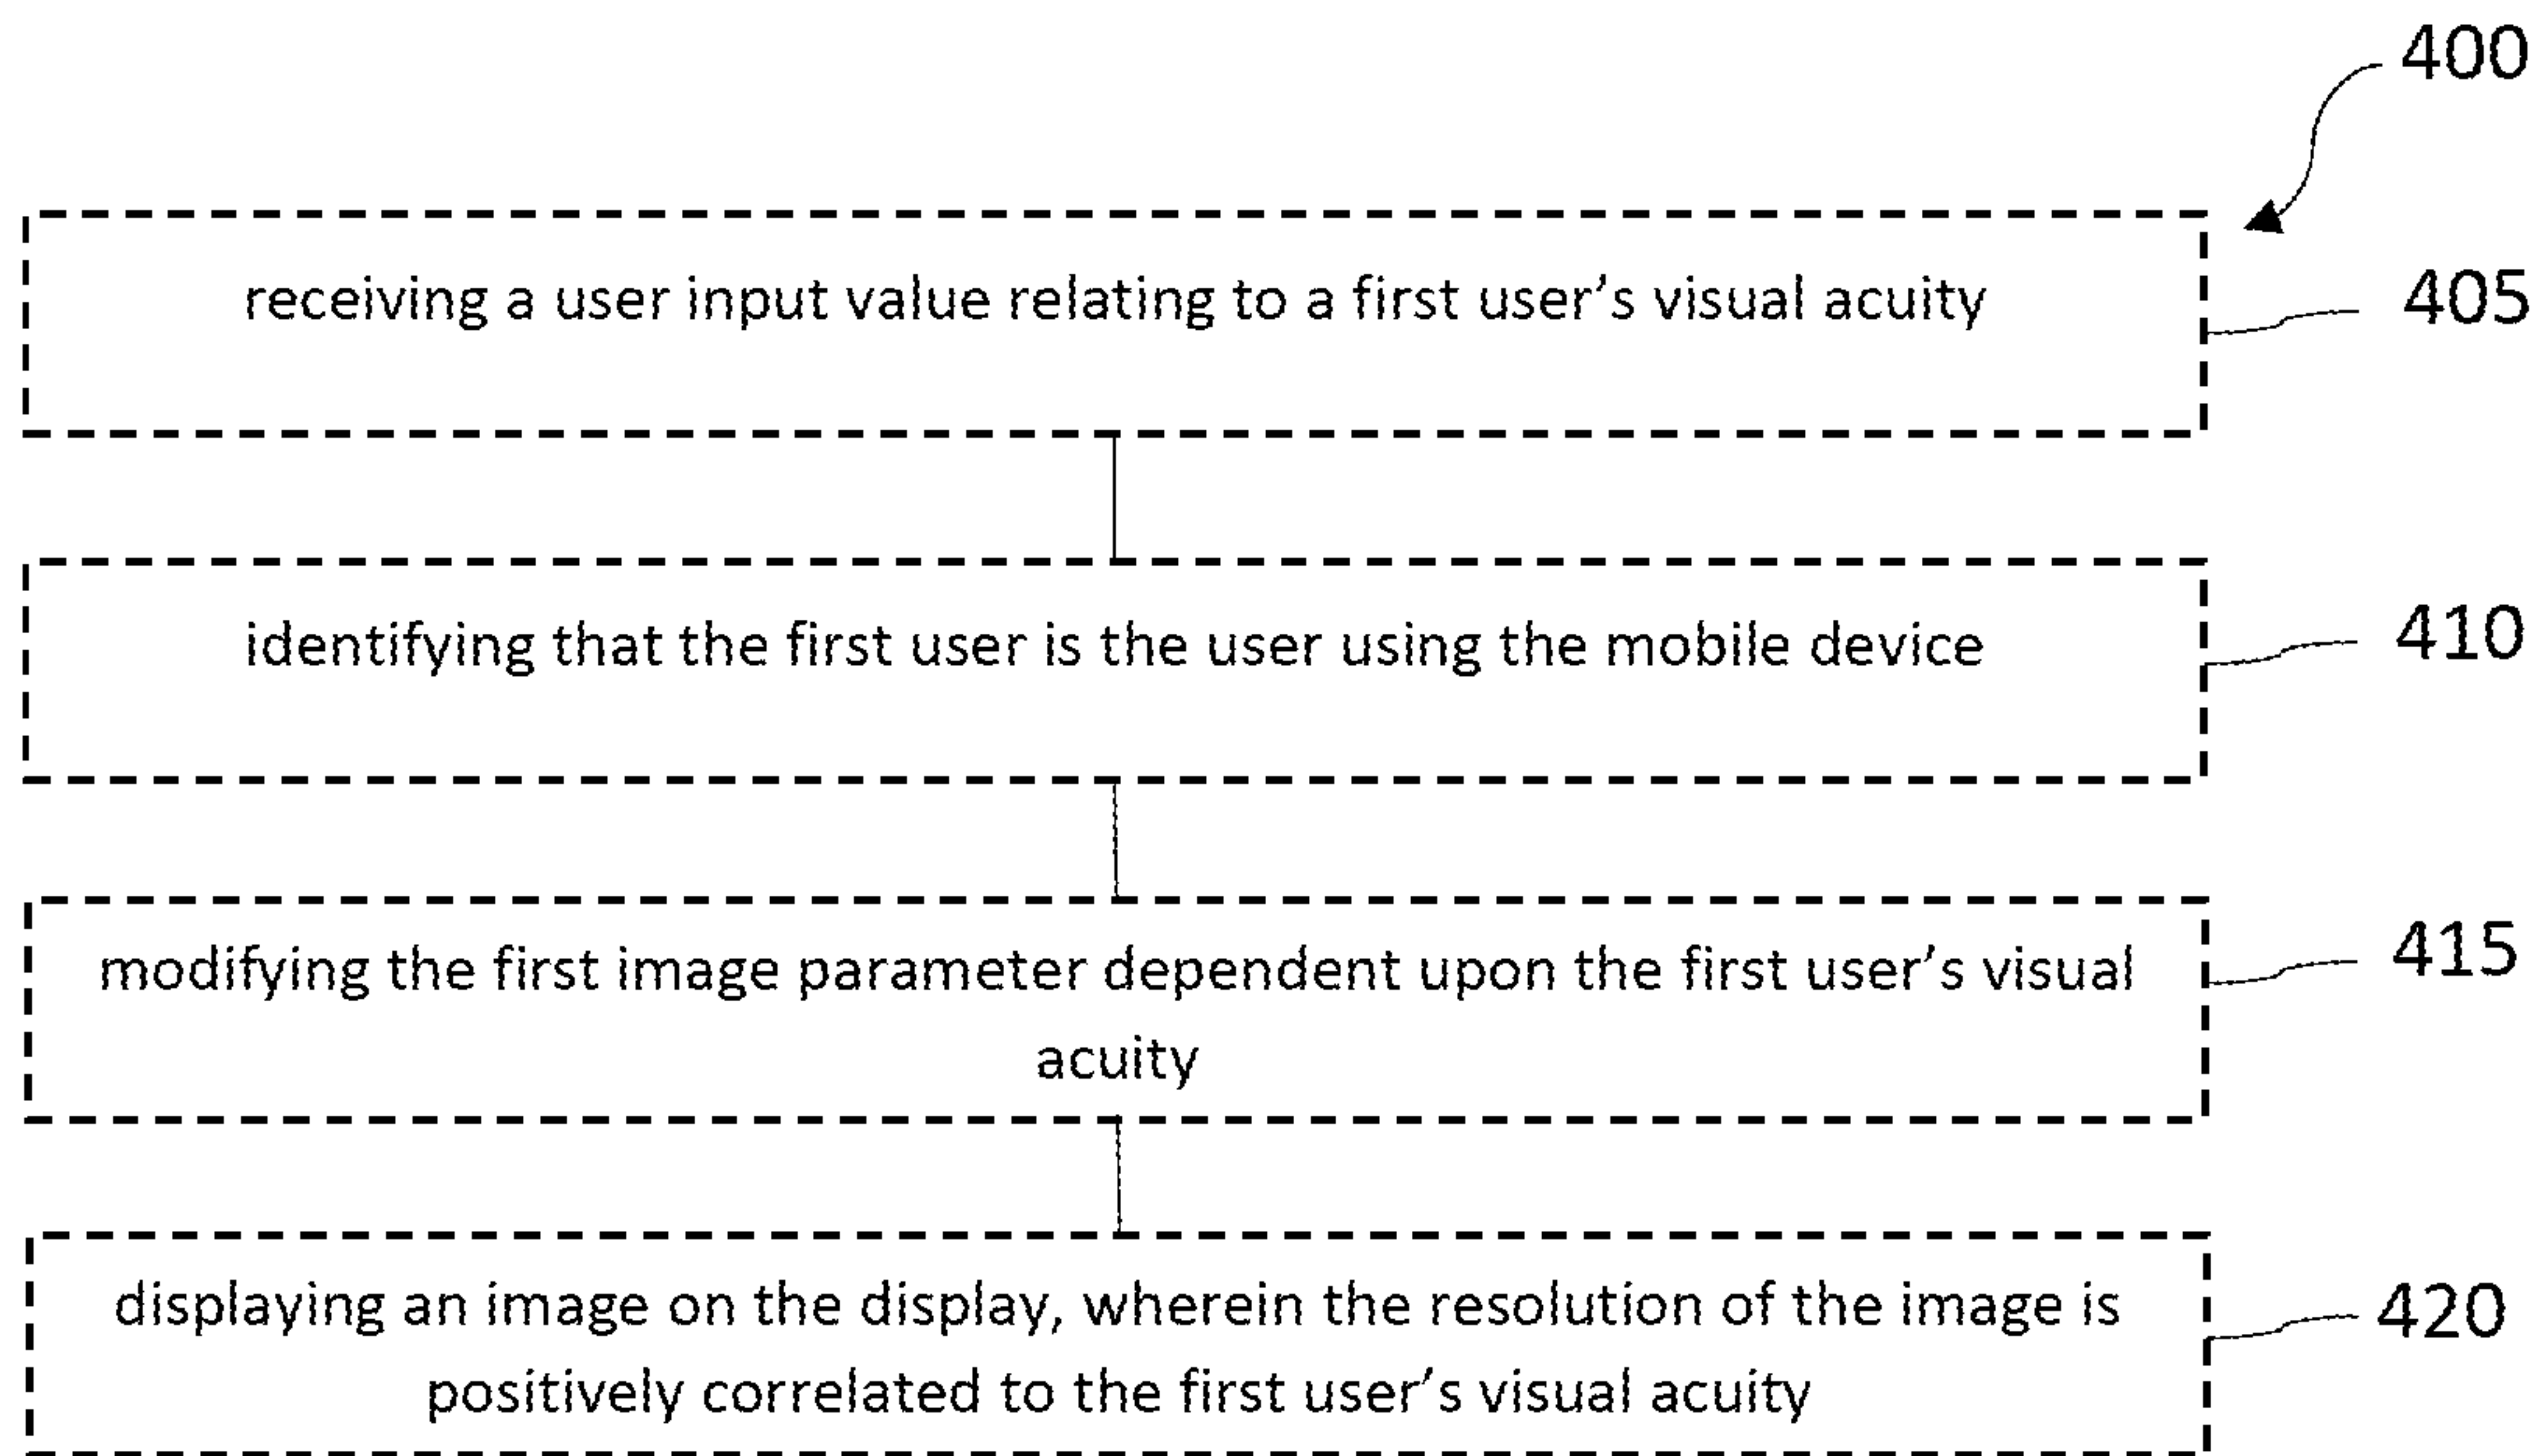 400
receiving a user input value relating to a first user's visual acuity
405
identifying that the first user is the user using the mobile device
410
modifying the first image parameter dependent upon the first user's visual
acuity
415
displaying an image on the display, wherein the resolution of the image is
positively correlated to the first user's visual acuity
420